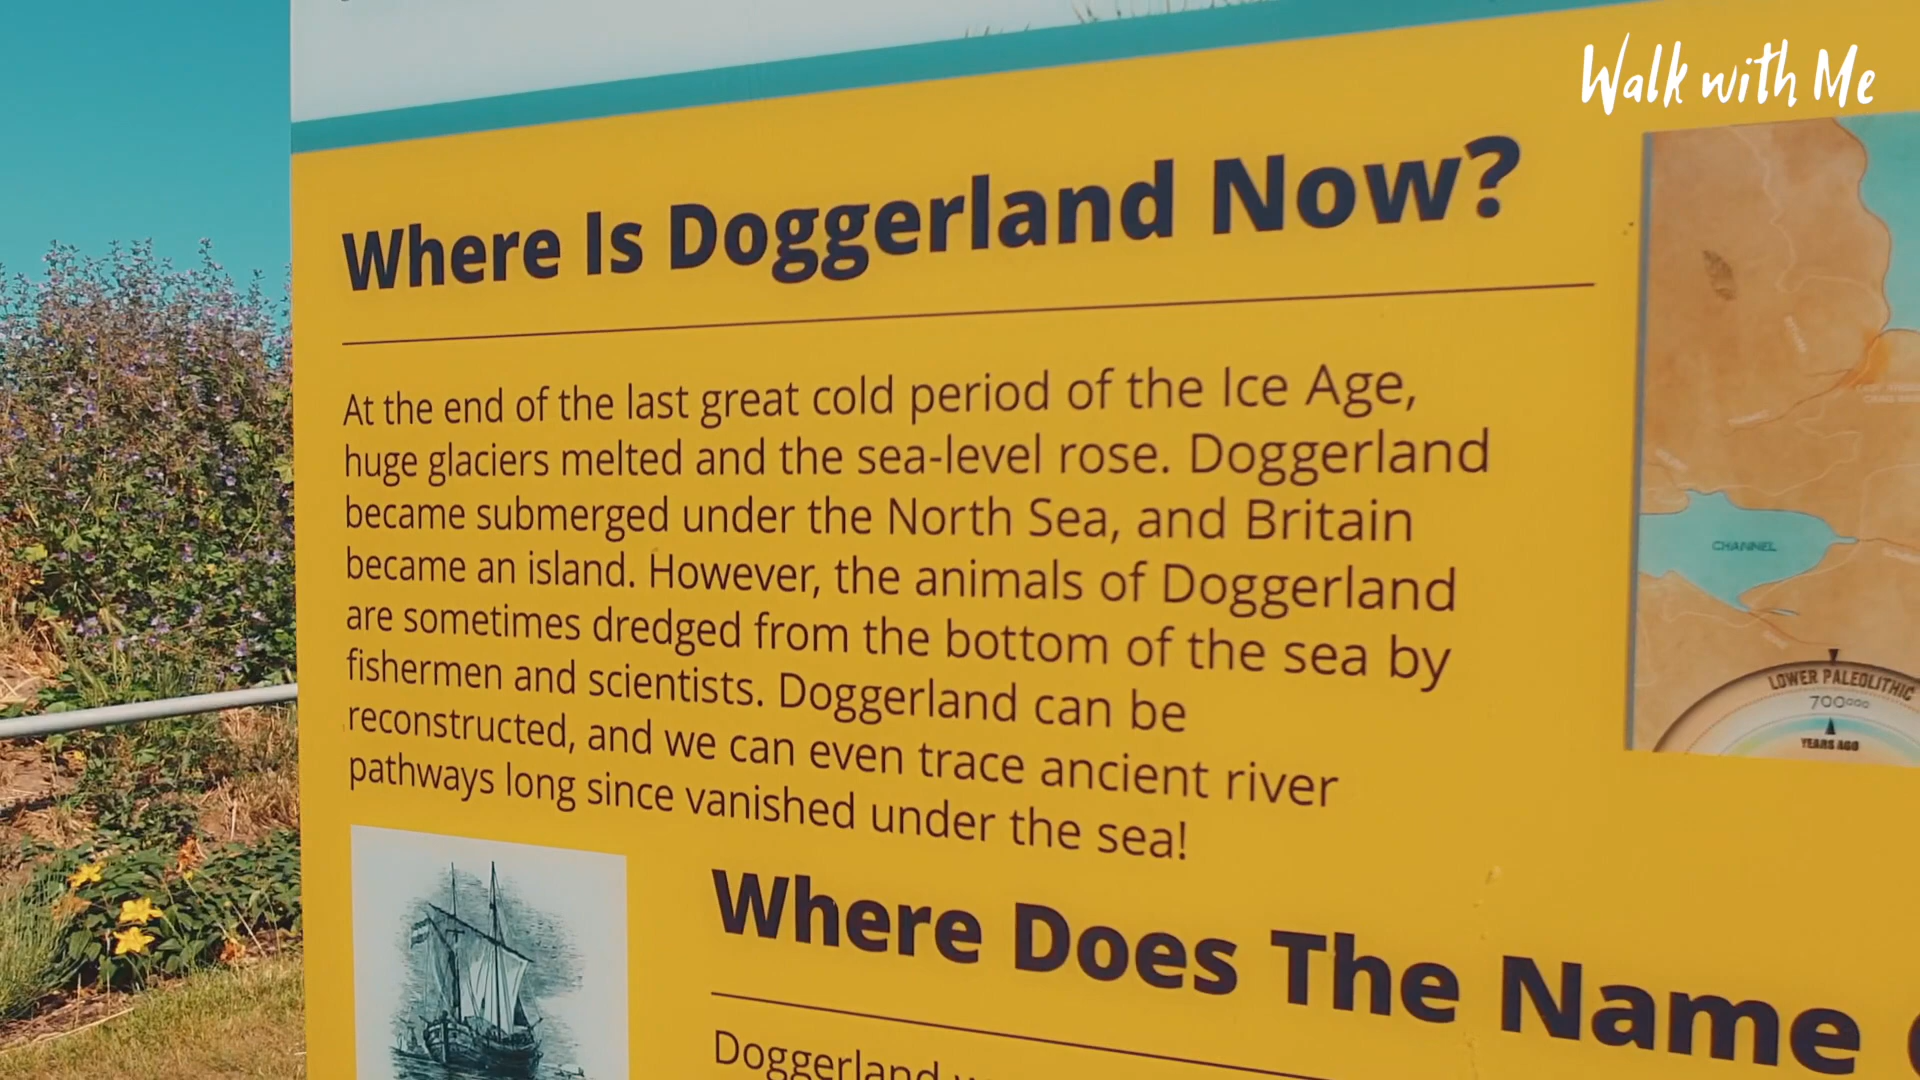 Walk with Me
Where Is Doggerland Now?
At the end of the last great cold period of the Ice Age,
huge glaciers melted and the sea-level rose. Doggerland
became submerged under the North Sea, and Britain
became an island. However, the animals of Doggerland
are sometimes dredged from the bottom of the sea by
fishermen and scientists. Doggerland can be
reconstructed, and we can even trace ancient river
pathways long since vanished under the sea!
CHANNEL
LOWER PALEOLITHIC
700000
YEARS AGO
Where Does The Name
Doggerland